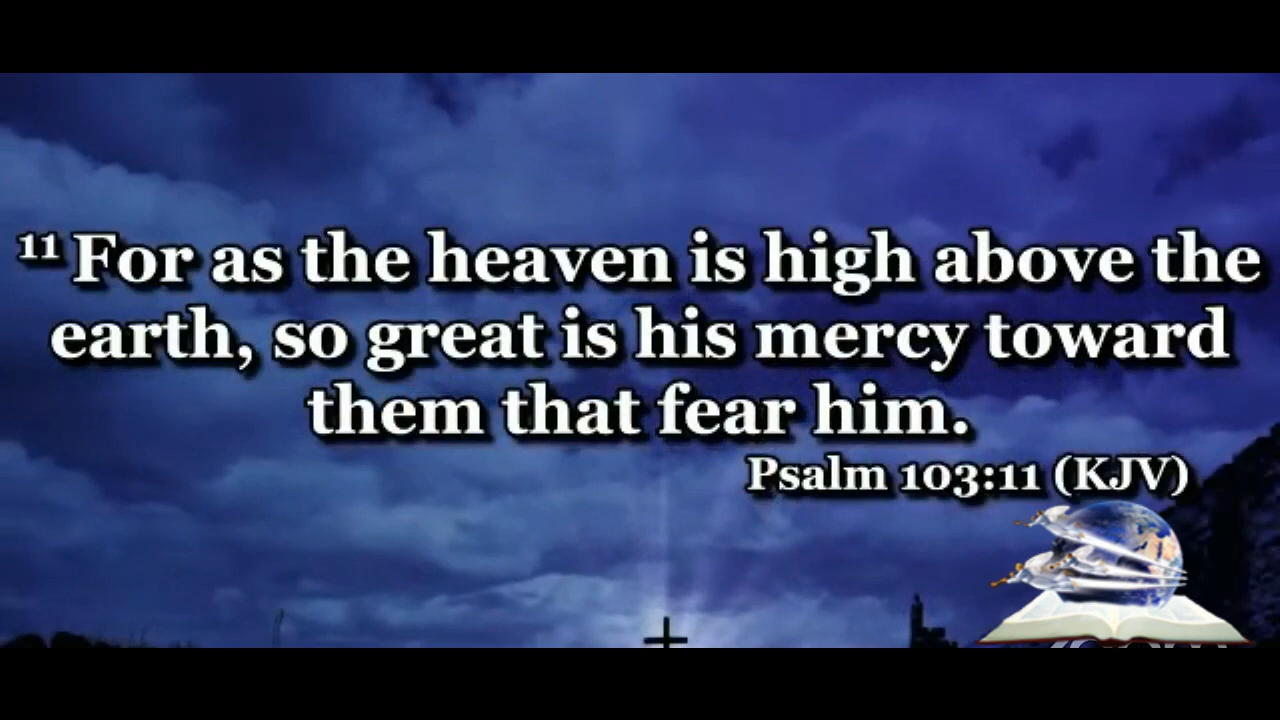 ¹¹ For as the heaven is high above the
earth, so great is his mercy toward
them that fear him.
Psalm 103:11 (KJV)